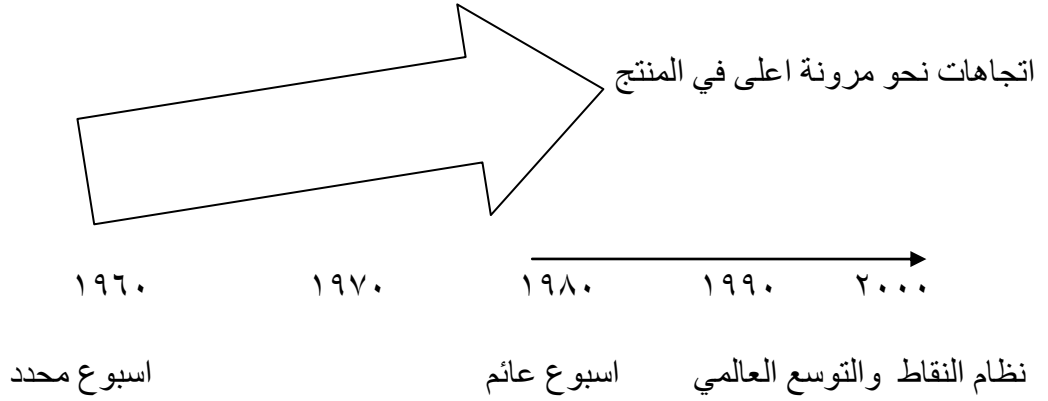 اتجاهات نحو مرونة اعلى في المنتج
١٩٦٠ ١٩٧٠ ١٩٨٠ ١٩٩٠ ٢٠٠٠
اسبوع محدد اسبوع عائم نظام النقاط والتوسع العالمي